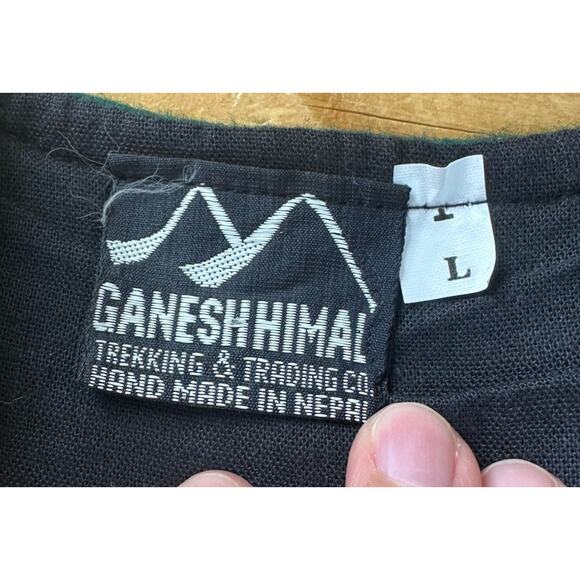 GANESH HIMAL
TREKKING & TRADING CO.
HAND MADE IN NEPAL
L